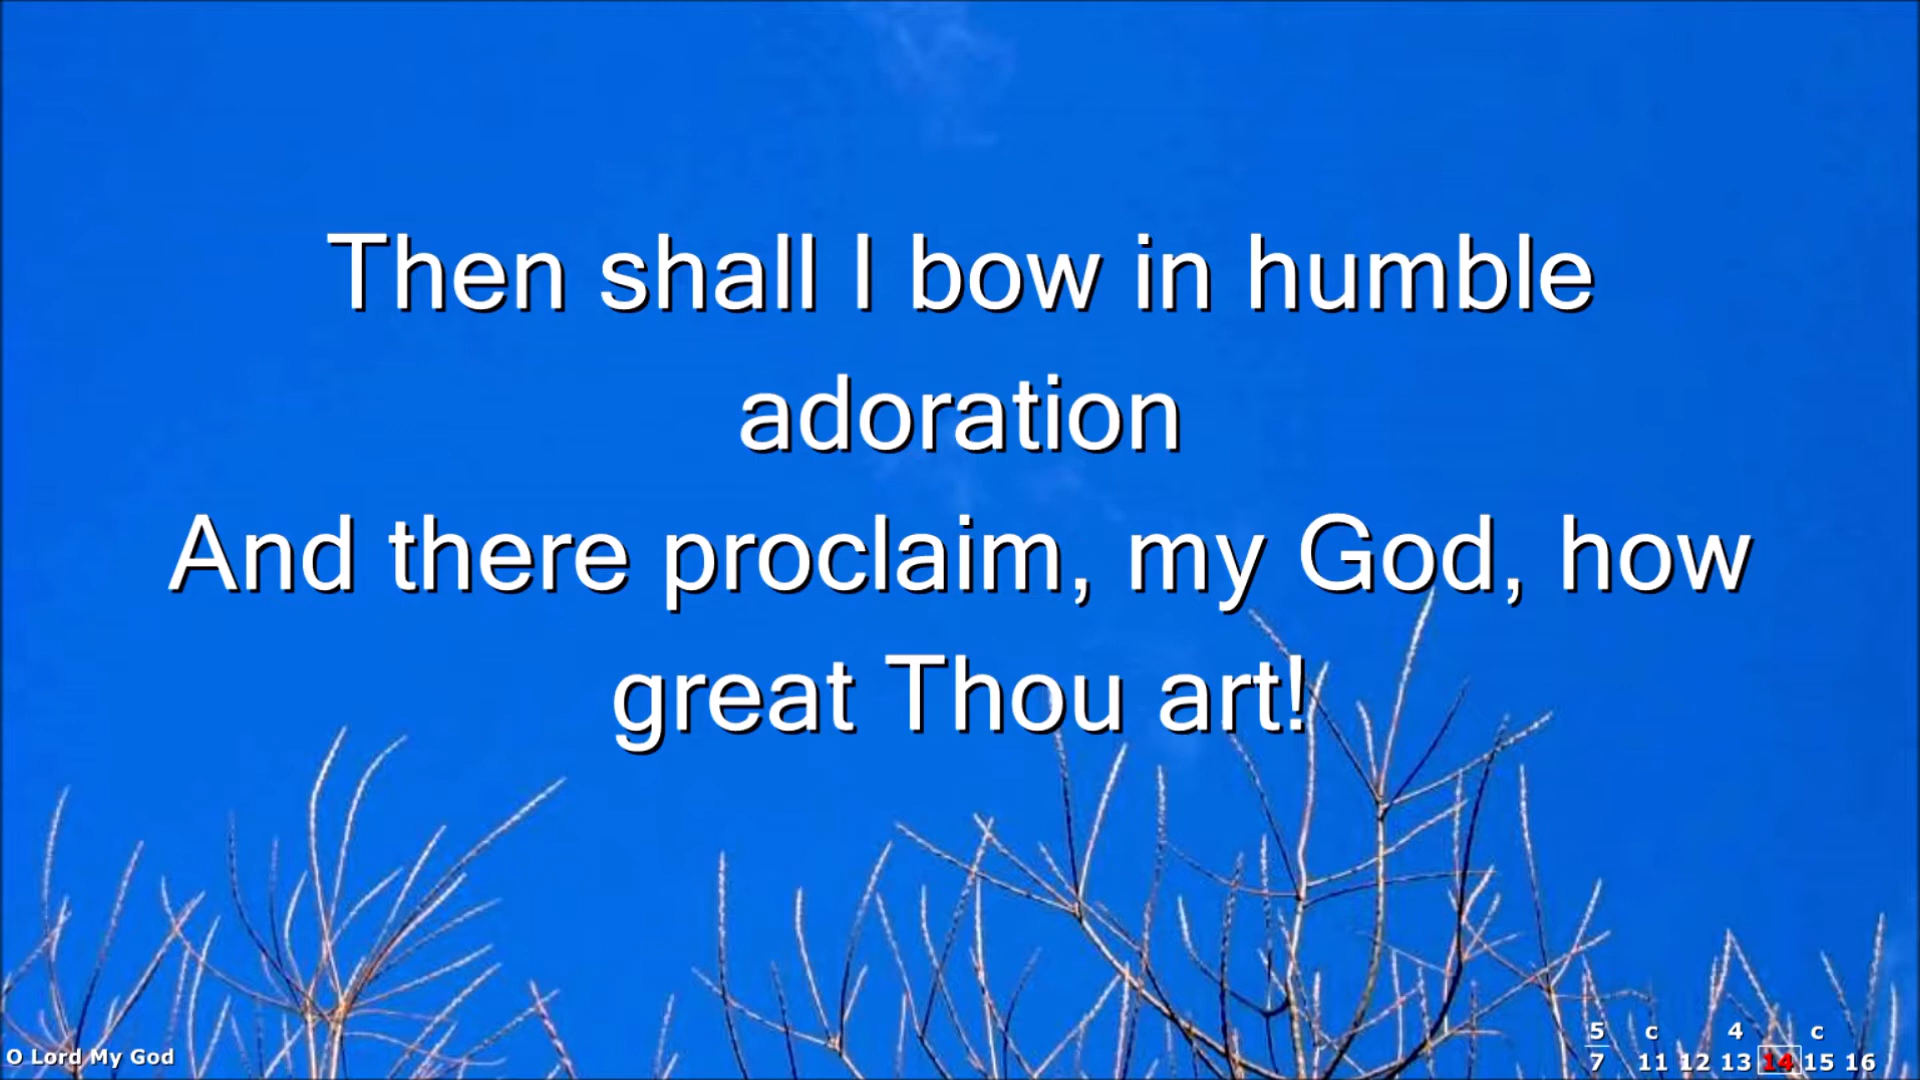 Then shall I bow in humble
adoration
And there proclaim, my God, how
great Thou art!
5 c 4 c
O Lord My God
7 11 12 13 14 15 16